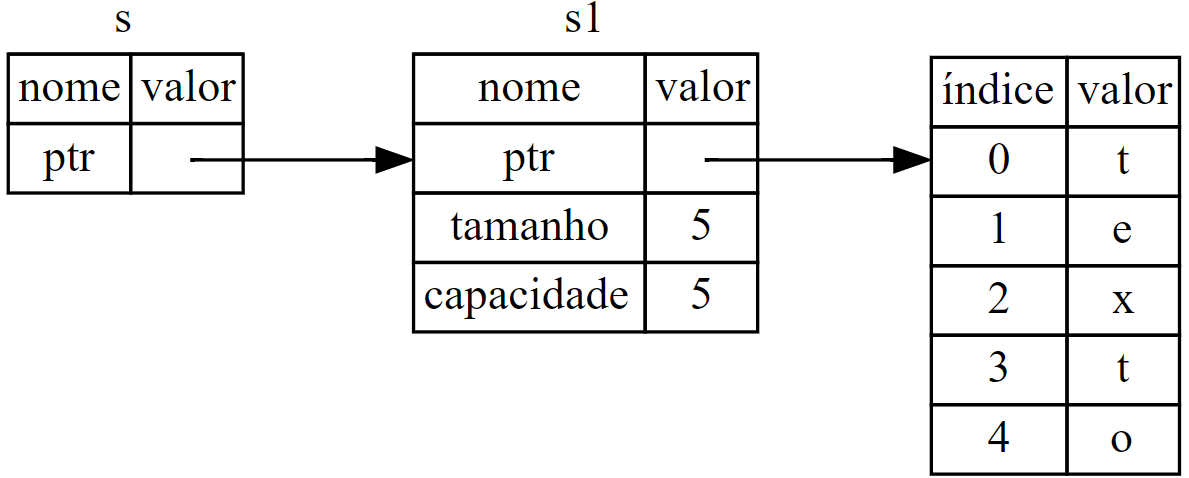 s
nome valor
ptr
s1
nome valor
ptr
tamanho 5
capacidade 5
índice valor
0 t
1 e
2 x
3 t
4 o